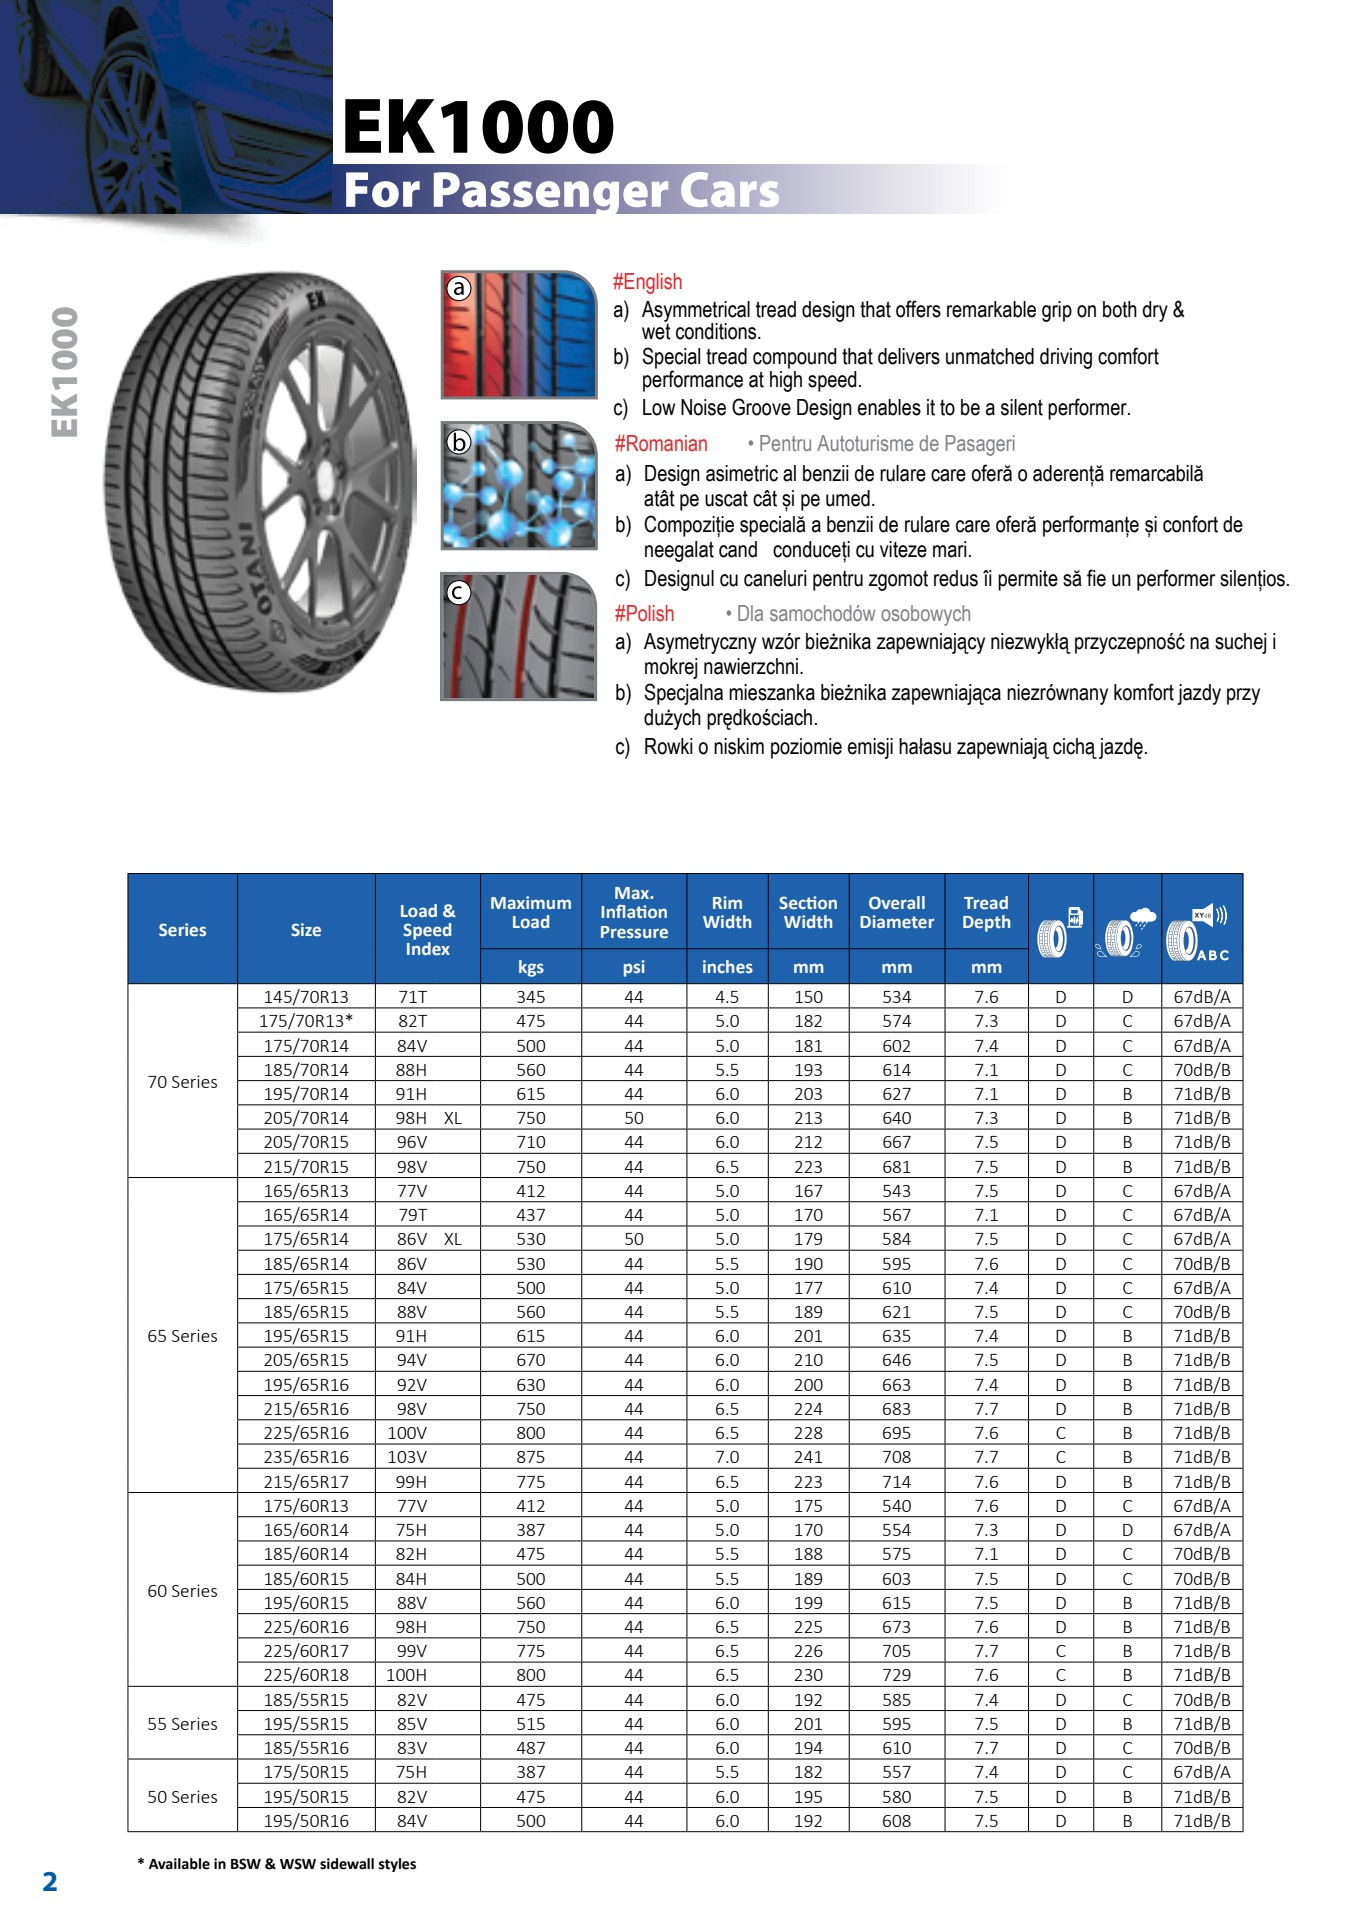 EK1000
For Passenger Cars
EK1000
EK
OTANI
a
b
c
#English
a) Asymmetrical tread design that offers remarkable grip on both dry &
wet conditions.
b) Special tread compound that delivers unmatched driving comfort
performance at high speed.
c) Low Noise Groove Design enables it to be a silent performer.
#Romanian • Pentru Autoturisme de Pasageri
a) Design asimetric al benzii de rulare care oferă o aderență remarcabilă
atât pe uscat cât și pe umed.
b) Compoziție specială a benzii de rulare care oferă performanțe și confort de
neegalat cand conduceți cu viteze mari.
c) Designul cu caneluri pentru zgomot redus îi permite să fie un performer silențios.
#Polish • Dla samochodów osobowych
a) Asymetryczny wzór bieżnika zapewniający niezwykłą przyczepność na suchej i
mokrej nawierzchni.
b) Specjalna mieszanka bieżnika zapewniająca niezrównany komfort jazdy przy
dużych prędkościach.
c) Rowki o niskim poziomie emisji hałasu zapewniają cichą jazdę.
Series Size Load & Speed Index Maximum Load Max. Inflation Pressure Rim Width Section Width Overall Diameter Tread Depth XYdB ABC
kgs psi inches mm mm mm
70 Series
145/70R13 71T 345 44 4.5 150 534 7.6 D D 67dB/A
175/70R13* 82T 475 44 5.0 182 574 7.3 D C 67dB/A
175/70R14 84V 500 44 5.0 181 602 7.4 D C 67dB/A
185/70R14 88H 560 44 5.5 193 614 7.1 D C 70dB/B
195/70R14 91H 615 44 6.0 203 627 7.1 D B 71dB/B
205/70R14 98H XL 750 50 6.0 213 640 7.3 D B 71dB/B
205/70R15 96V 710 44 6.0 212 667 7.5 D B 71dB/B
215/70R15 98V 750 44 6.5 223 681 7.5 D B 71dB/B
65 Series
165/65R13 77V 412 44 5.0 167 543 7.5 D C 67dB/A
165/65R14 79T 437 44 5.0 170 567 7.1 D C 67dB/A
175/65R14 86V XL 530 50 5.0 179 584 7.5 D C 67dB/A
185/65R14 86V 530 44 5.5 190 595 7.6 D C 70dB/B
175/65R15 84V 500 44 5.0 177 610 7.4 D C 67dB/A
185/65R15 88V 560 44 5.5 189 621 7.5 D C 70dB/B
195/65R15 91H 615 44 6.0 201 635 7.4 D B 71dB/B
205/65R15 94V 670 44 6.0 210 646 7.5 D B 71dB/B
195/65R16 92V 630 44 6.0 200 663 7.4 D B 71dB/B
215/65R16 98V 750 44 6.5 224 683 7.7 D B 71dB/B
225/65R16 100V 800 44 6.5 228 695 7.6 C B 71dB/B
235/65R16 103V 875 44 7.0 241 708 7.7 C B 71dB/B
215/65R17 99H 775 44 6.5 223 714 7.6 D B 71dB/B
60 Series
175/60R13 77V 412 44 5.0 175 540 7.6 D C 67dB/A
165/60R14 75H 387 44 5.0 170 554 7.3 D D 67dB/A
185/60R14 82H 475 44 5.5 188 575 7.1 D C 70dB/B
185/60R15 84H 500 44 5.5 189 603 7.5 D C 70dB/B
195/60R15 88V 560 44 6.0 199 615 7.5 D B 71dB/B
225/60R16 98H 750 44 6.5 225 673 7.6 D B 71dB/B
225/60R17 99V 775 44 6.5 226 705 7.7 C B 71dB/B
225/60R18 100H 800 44 6.5 230 729 7.6 C B 71dB/B
55 Series
185/55R15 82V 475 44 6.0 192 585 7.4 D C 70dB/B
195/55R15 85V 515 44 6.0 201 595 7.5 D B 71dB/B
185/55R16 83V 487 44 6.0 194 610 7.7 D C 70dB/B
50 Series
175/50R15 75H 387 44 5.5 182 557 7.4 D C 67dB/A
195/50R15 82V 475 44 6.0 195 580 7.5 D B 71dB/B
195/50R16 84V 500 44 6.0 192 608 7.5 D B 71dB/B
* Available in BSW & WSW sidewall styles
2